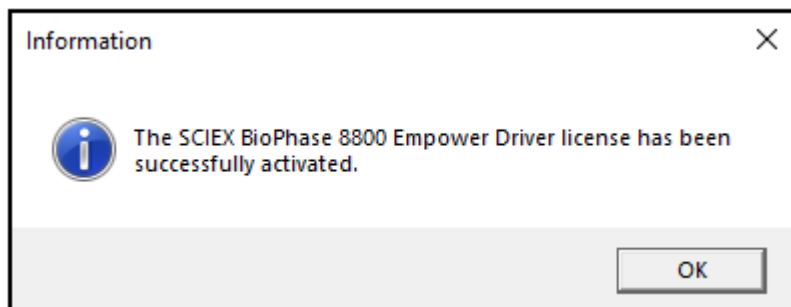 Information
The SCIEX BioPhase 8800 Empower Driver license has been
successfully activated.
OK